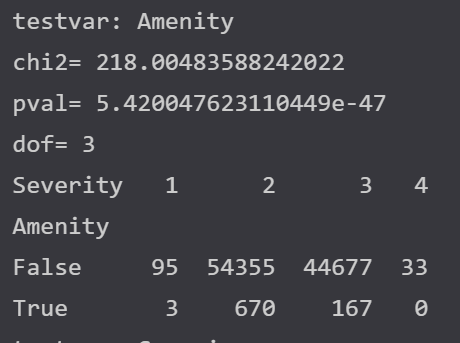 testvar: Amenity
chi2= 218.00483588242022
pval= 5.420047623110449e-47
dof= 3
Severity 1 2 3 4
Amenity
False 95 54355 44677 33
True 3 670 167 0